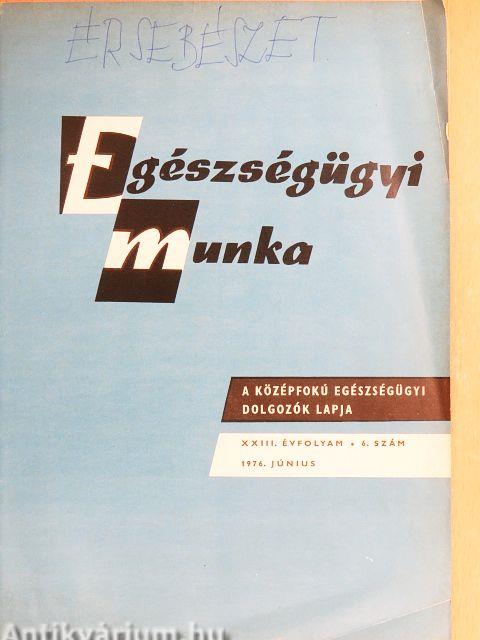 ÉRSEBÉSZET
Egészségügyi
Munka
A KÖZÉPFOKÚ EGÉSZSÉGÜGYI
DOLGOZÓK LAPJA
XXIII. ÉVFOLYAM • 6. SZÁM
1976. JÚNIUS
Antikvárium.hu